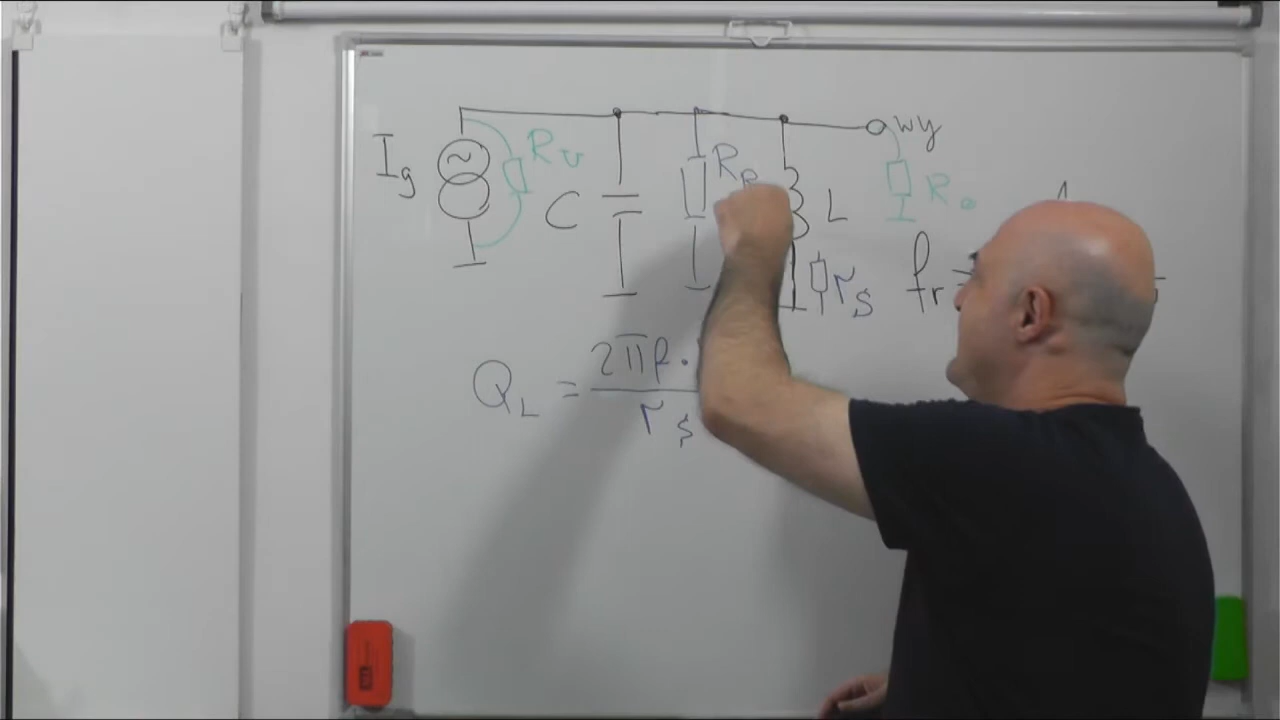 Ig Rv C Rp L rs wy Ro
fr =
QL = 2πf · / rs